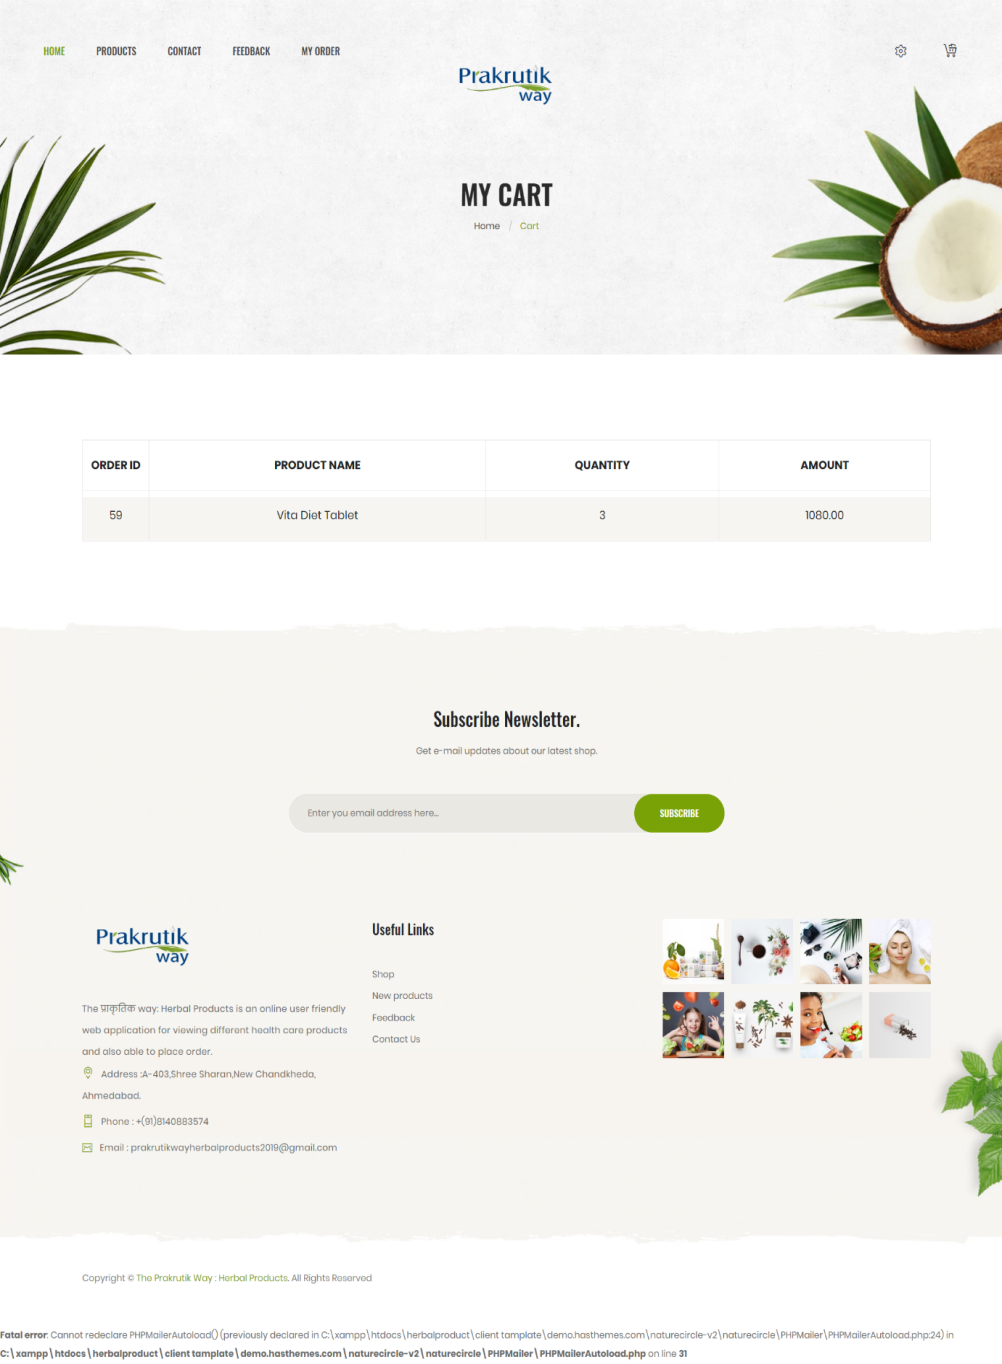 HOME PRODUCTS CONTACT FEEDBACK MY ORDER
Prakrutik
way
MY CART
Home / Cart
ORDER ID PRODUCT NAME QUANTITY AMOUNT
59 Vita Diet Tablet 3 1080.00
Subscribe Newsletter.
Get e-mail updates about our latest shop.
Enter you email address here... SUBSCRIBE
Prakrutik
way
The प्राकृतिक way: Herbal Products is an online user friendly
web application for viewing different health care products
and also able to place order.
Address :A-403,Shree Sharan,New Chandkheda,
Ahmedabad.
Phone : +(91)8140883574
Email : prakrutikwayherbalproducts2019@gmail.com
Useful Links
Shop
New products
Feedback
Contact Us
Copyright © The Prakrutik Way : Herbal Products. All Rights Reserved
Fatal error: Cannot redeclare PHPMailerAutoload() (previously declared in C:\xampp\htdocs\herbalproduct\client tamplate\demo.hasthemes.com\naturecircle-v2\naturecircle\PHPMailer\PHPMailerAutoload.php:24) in
C:\xampp\htdocs\herbalproduct\client tamplate\demo.hasthemes.com\naturecircle-v2\naturecircle\PHPMailer\PHPMailerAutoload.php on line 31